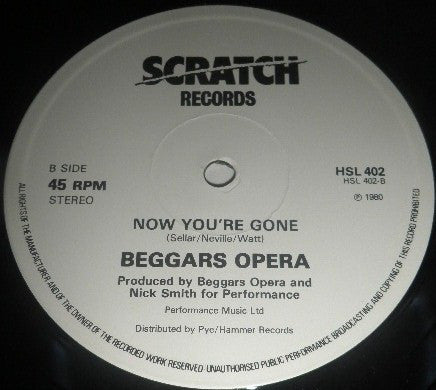 SCRATCH
RECORDS
B SIDE
45 RPM
STEREO
HSL 402
HSL 402-B
℗ 1980
NOW YOU'RE GONE
(Sellar/Neville/Watt)
BEGGARS OPERA
Produced by Beggars Opera and
Nick Smith for Performance
Performance Music Ltd
Distributed by Pye/Hammer Records
ALL RIGHTS OF THE MANUFACTURER AND OF THE OWNER OF THE RECORDED WORK RESERVED·UNAUTHORISED PUBLIC PERFORMANCE BROADCASTING AND COPYING OF THIS RECORD PROHIBITED